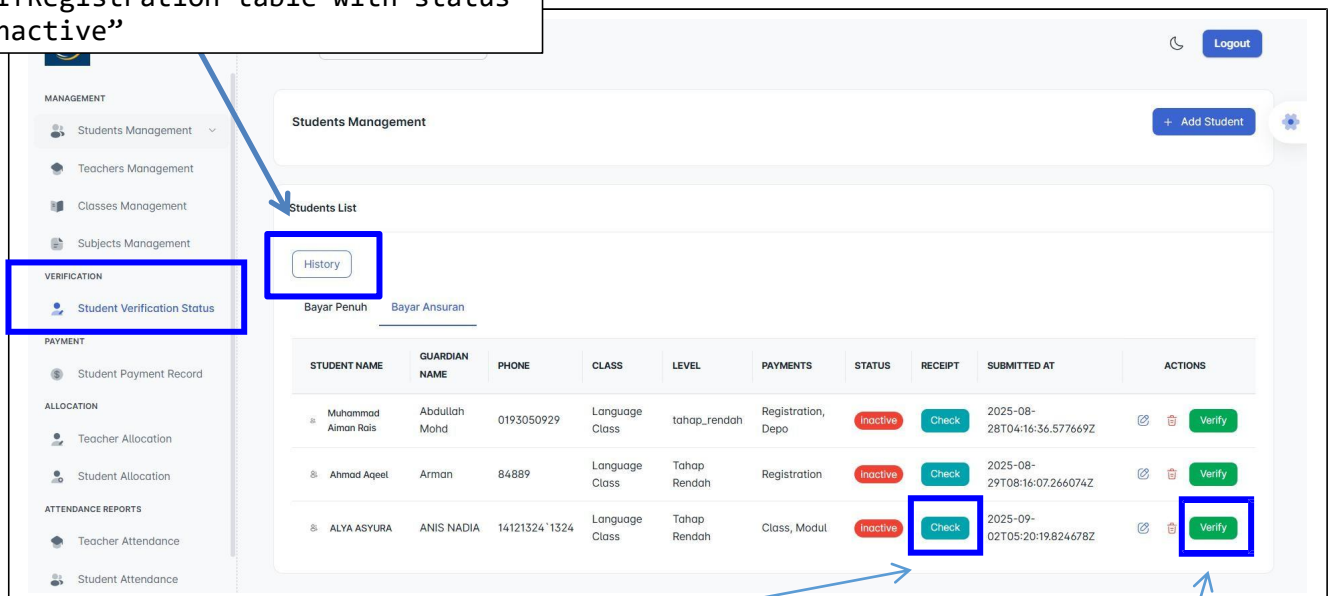 table with status
Logout
MANAGEMENT
Students Management
Teachers Management
Classes Management
Subjects Management
VERIFICATION
Student Verification Status
PAYMENT
Student Payment Record
ALLOCATION
Teacher Allocation
Student Allocation
ATTENDANCE REPORTS
Teacher Attendance
Student Attendance
Students Management
+ Add Student
Students List
History
Bayar Penuh Bayar Ansuran
STUDENT NAME GUARDIAN NAME PHONE CLASS LEVEL PAYMENTS STATUS RECEIPT SUBMITTED AT ACTIONS
Muhammad Aiman Rais Abdullah Mohd 0193050929 Language Class tahap_rendah Registration, Depo inactive Check 2025-08-28T04:16:36.577669Z Verify
Ahmad Aqeel Arman 84889 Language Class Tahap Rendah Registration inactive Check 2025-08-29T08:16:07.266074Z Verify
ALYA ASYURA ANIS NADIA 14121324`1324 Language Class Tahap Rendah Class, Modul inactive Check 2025-09-02T05:20:19.824678Z Verify